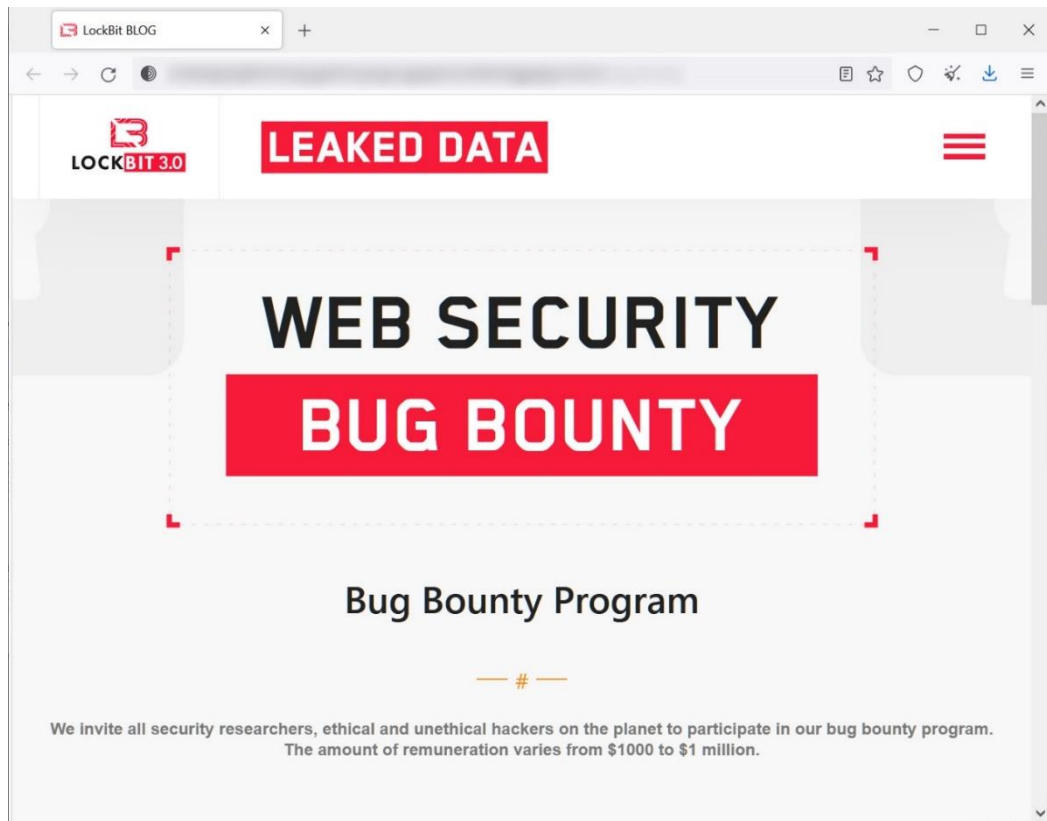 LockBit BLOG
LOCKBIT 3.0
LEAKED DATA
WEB SECURITY
BUG BOUNTY
Bug Bounty Program
#
We invite all security researchers, ethical and unethical hackers on the planet to participate in our bug bounty program.
The amount of remuneration varies from $1000 to $1 million.